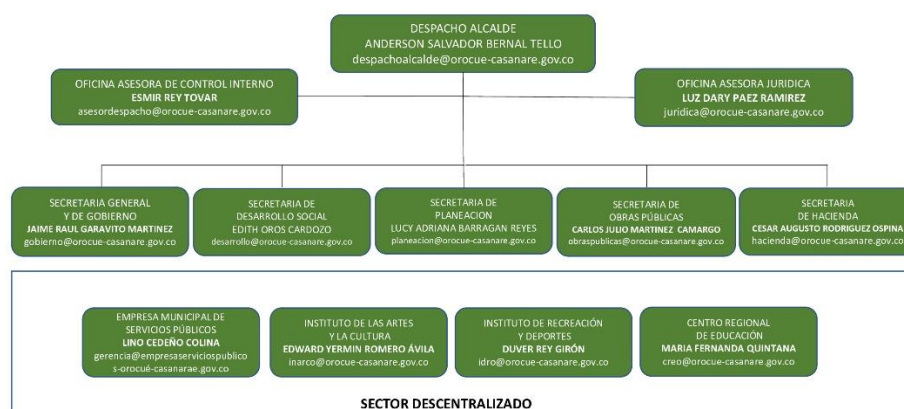 DESPACHO ALCALDE
ANDERSON SALVADOR BERNAL TELLO
despachoalcalde@orocue-casanare.gov.co
OFICINA ASESORA DE CONTROL INTERNO
ESMIR REY TOVAR
asesordespacho@orocue-casanare.gov.co
OFICINA ASESORA JURIDICA
LUZ DARY PAEZ RAMIREZ
juridica@orocue-casanare.gov.co
SECRETARÍA GENERAL
Y DE GOBIERNO
JAIME RAUL GARAVITO MARTINEZ
gobierno@orocue-casanare.gov.co
SECRETARIA DE
DESARROLLO SOCIAL
EDITH OROS CARDOZO
desarrollo@orocue-casanare.gov.co
SECRETARIA DE
PLANEACION
LUCY ADRIANA BARRAGAN REYES
planeacion@orocue-casanare.gov.co
SECRETARIA DE
OBRAS PÚBLICAS
CARLOS JULIO MARTINEZ CAMARGO
obraspublicas@orocue-casanare.gov.co
SECRETARIA
DE HACIENDA
CESAR AUGUSTO RODRIGUEZ OSPINA
hacienda@orocue-casanare.gov.co
EMPRESA MUNICIPAL DE
SERVICIOS PÚBLICOS
LINO CEDEÑO COLINA
gerencia@empresaserviciospublico
s-orocué-casanarae.gov.co
INSTITUTO DE LAS ARTES
Y LA CULTURA
EDWARD YERMIN ROMERO ÁVILA
inarco@orocue-casanare.gov.co
INSTITUTO DE RECREACIÓN
Y DEPORTES
DUVER REY GIRÓN
idro@orocue-casanare.gov.co
CENTRO REGIONAL
DE EDUCACIÓN
MARIA FERNANDA QUINTANA
creo@orocue-casanare.gov.co
SECTOR DESCENTRALIZADO